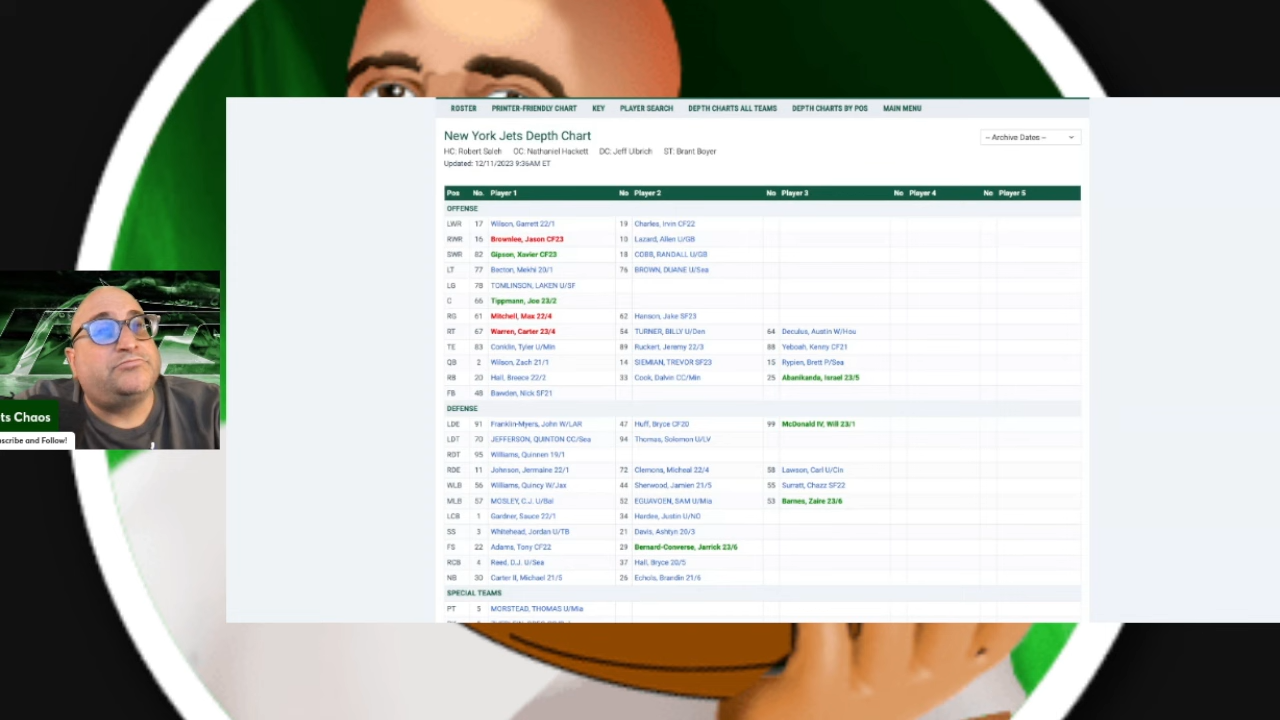 ROSTER PRINTER-FRIENDLY CHART KEY PLAYER SEARCH DEPTH CHARTS ALL TEAMS DEPTH CHARTS BY POS MAIN MENU
New York Jets Depth Chart
-- Archive Dates --
HC: Robert Saleh OC: Nathaniel Hackett DC: Jeff Ulbrich ST: Brant Boyer
Updated: 12/11/2023 9:36AM ET
Pos No. Player 1 No Player 2 No Player 3 No Player 4 No Player 5
OFFENSE
LWR 17 Wilson, Garrett 22/1 19 Charles, Irvin CF22
RWR 16 Brownlee, Jason CF23 10 Lazard, Allen U/GB
SWR 82 Gipson, Xavier CF23 18 COBB, RANDALL U/GB
LT 77 Becton, Mekhi 20/1 76 BROWN, DUANE U/Sea
LG 78 TOMLINSON, LAKEN U/SF
C 66 Tippmann, Joe 23/2
RG 61 Mitchell, Max 22/4 62 Hanson, Jake SF23
RT 67 Warren, Carter 23/4 54 TURNER, BILLY U/Den 64 Deculus, Austin W/Hou
TE 83 Conklin, Tyler U/Min 89 Ruckert, Jeremy 22/3 88 Yeboah, Kenny CF21
QB 2 Wilson, Zach 21/1 14 SIEMIAN, TREVOR SF23 15 Rypien, Brett P/Sea
RB 20 Hall, Breece 22/2 33 Cook, Dalvin CC/Min 25 Abanikanda, Israel 23/5
FB 48 Bawden, Nick SF21
DEFENSE
LDE 91 Franklin-Myers, John W/LAR 47 Huff, Bryce CF20 99 McDonald IV, Will 23/1
LDT 70 JEFFERSON, QUINTON CC/Sea 94 Thomas, Solomon U/LV
RDT 95 Williams, Quinnen 19/1
RDE 11 Johnson, Jermaine 22/1 72 Clemons, Micheal 22/4 58 Lawson, Carl U/Cin
WLB 56 Williams, Quincy W/Jax 44 Sherwood, Jamien 21/5 55 Surratt, Chazz SF22
MLB 57 MOSLEY, C.J. U/Bal 52 EGUAVOEN, SAM U/Mia 53 Barnes, Zaire 23/6
LCB 1 Gardner, Sauce 22/1 34 Hardee, Justin U/NO
SS 3 Whitehead, Jordan U/TB 21 Davis, Ashtyn 20/3
FS 22 Adams, Tony CF22 29 Bernard-Converse, Jarrick 23/6
RCB 4 Reed, D.J. U/Sea 37 Hall, Bryce 20/5
NB 30 Carter II, Michael 21/5 26 Echols, Brandin 21/6
SPECIAL TEAMS
PT 5 MORSTEAD, THOMAS U/Mia
ts Chaos
scribe and Follow!